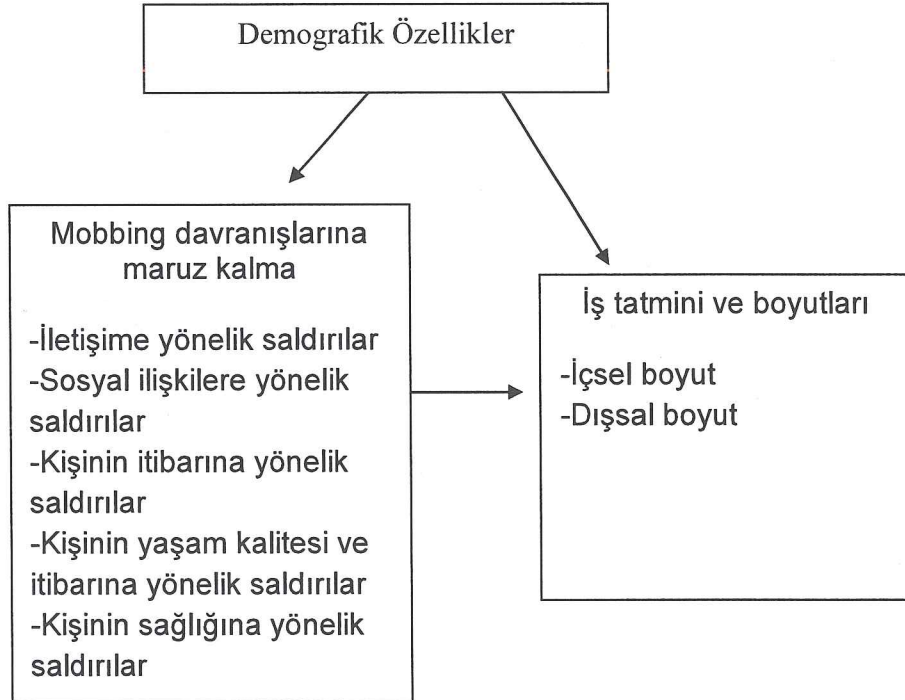 Demografik Özellikler
Mobbing davranışlarına
maruz kalma
-İletişime yönelik saldırılar
-Sosyal ilişkilere yönelik
saldırılar
-Kişinin itibarına yönelik
saldırılar
-Kişinin yaşam kalitesi ve
itibarına yönelik saldırılar
-Kişinin sağlığına yönelik
saldırılar
İş tatmini ve boyutları
-İçsel boyut
-Dışsal boyut